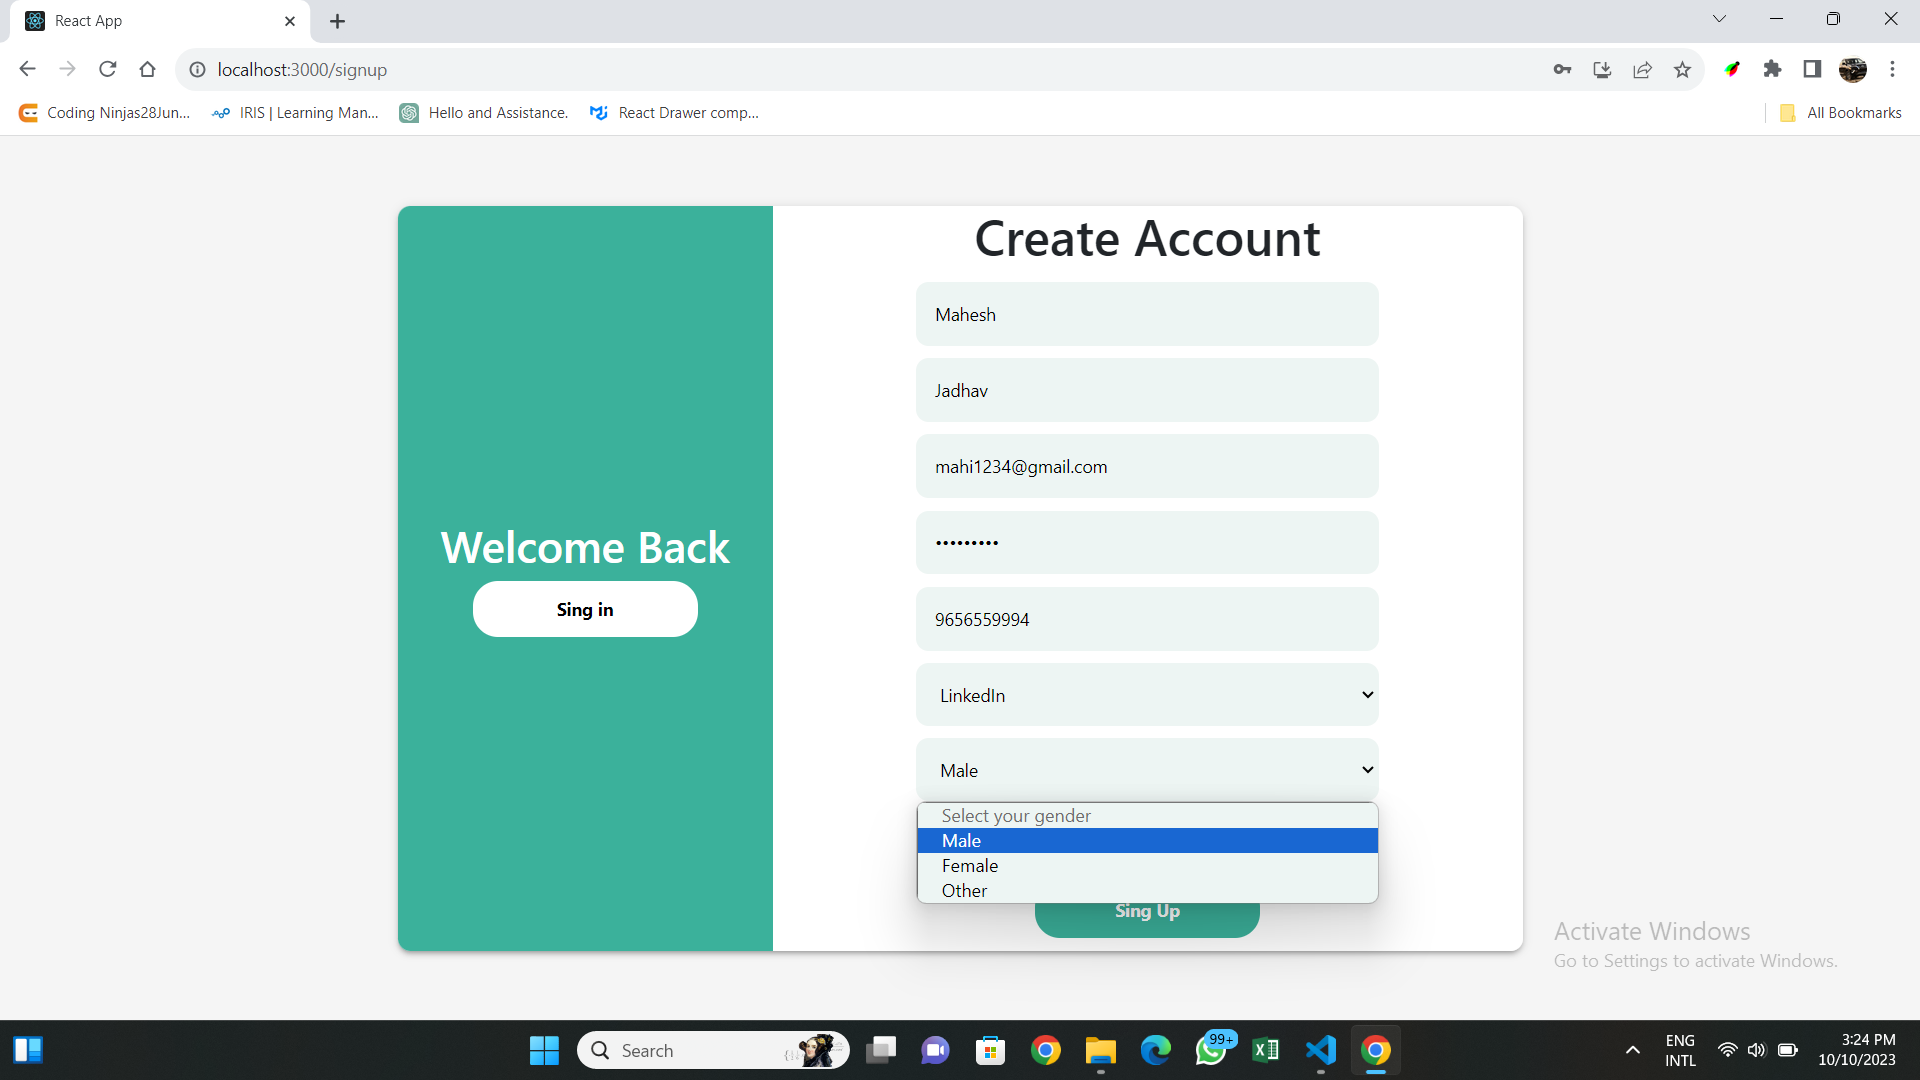 React App
localhost:3000/signup
Coding Ninjas28Jun...
IRIS | Learning Man...
Hello and Assistance.
React Drawer comp...
All Bookmarks
Create Account
Mahesh
Jadhav
mahi1234@gmail.com
•••••••••
9656559994
LinkedIn
Male
Select your gender
Male
Female
Other
Sing Up
Welcome Back
Sing in
Activate Windows
Go to Settings to activate Windows.
Search
99+
ENG
INTL
3:24 PM
10/10/2023